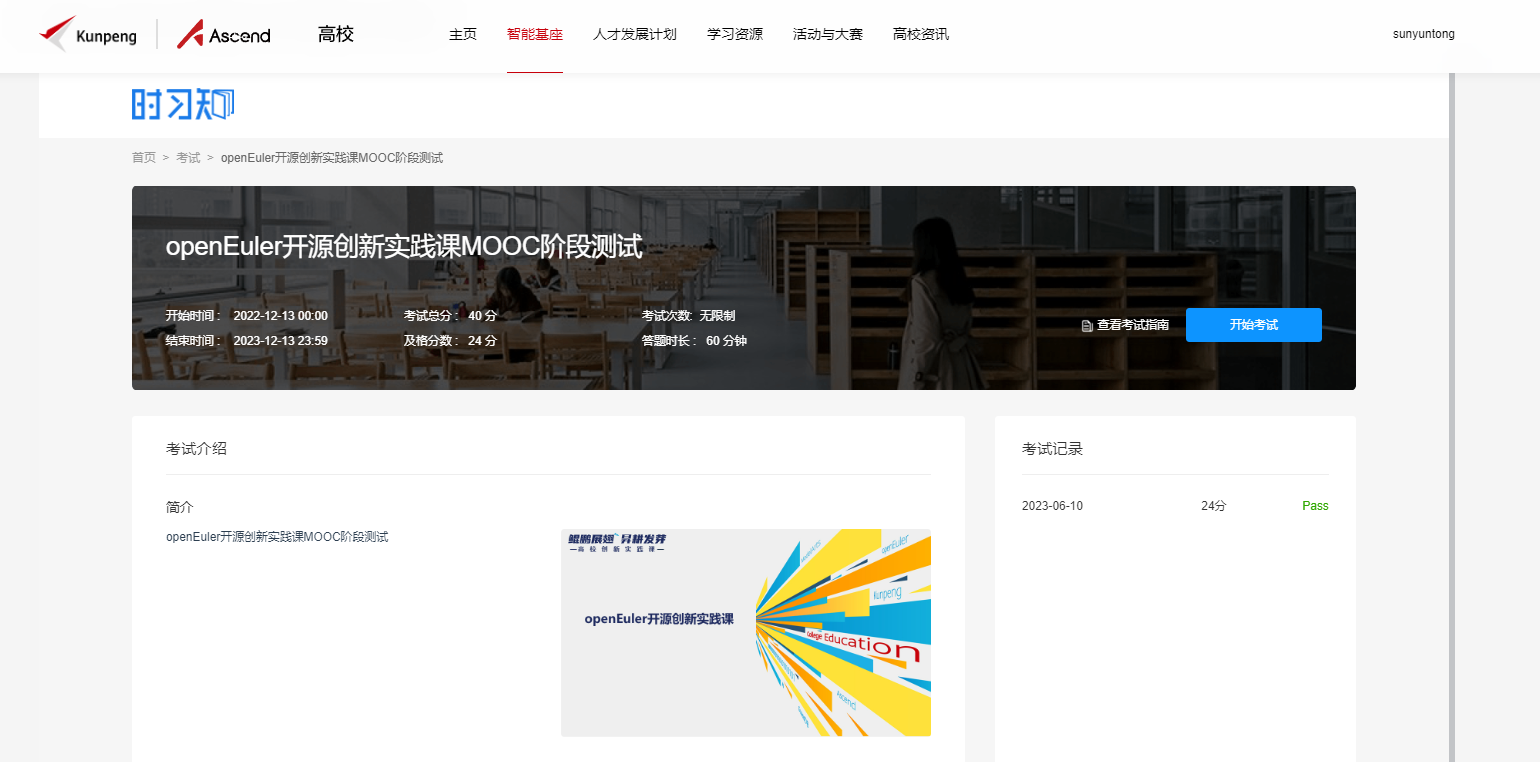 Kunpeng Ascend 高校 主页 智能基座 人才发展计划 学习资源 活动与大赛 高校资讯 sunyuntong
时习知
首页 > 考试 > openEuler开源创新实践课MOOC阶段测试
openEuler开源创新实践课MOOC阶段测试
开始时间： 2022-12-13 00:00 考试总分： 40 分 考试次数: 无限制
结束时间： 2023-12-13 23:59 及格分数： 24 分 答题时长： 60 分钟
查看考试指南 开始考试
考试介绍
简介
openEuler开源创新实践课MOOC阶段测试
鲲鹏展翅 昇耕发芽
—高校创新实践课—
openEuler开源创新实践课
openEuler
Kunpeng
College Education
Ascend
考试记录
2023-06-10 24分 Pass